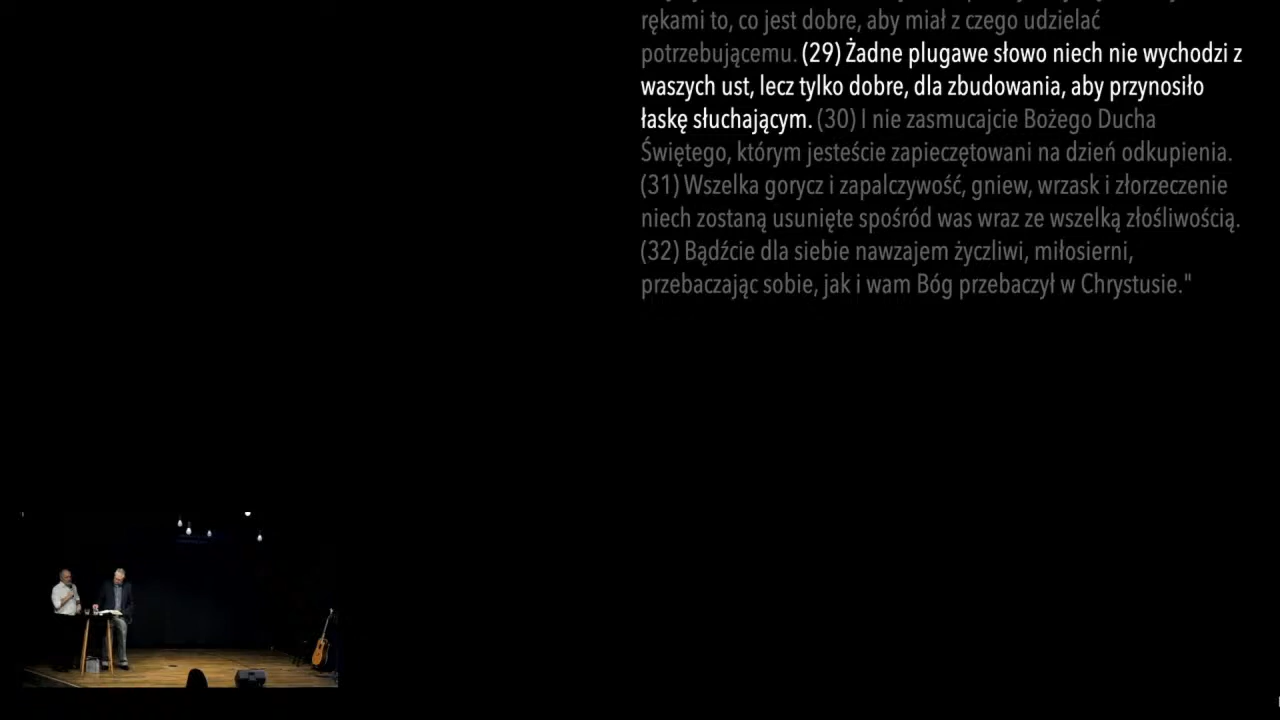 rękami to, co jest dobre, aby miał z czego udzielać
potrzebującemu. (29) Żadne plugawe słowo niech nie wychodzi z
waszych ust, lecz tylko dobre, dla zbudowania, aby przynosiło
łaskę słuchającym. (30) I nie zasmucajcie Bożego Ducha
Świętego, którym jesteście zapieczętowani na dzień odkupienia.
(31) Wszelka gorycz i zapalczywość, gniew, wrzask i złorzeczenie
niech zostaną usunięte spośród was wraz ze wszelką złośliwością.
(32) Bądźcie dla siebie nawzajem życzliwi, miłosierni,
przebaczając sobie, jak i wam Bóg przebaczył w Chrystusie."